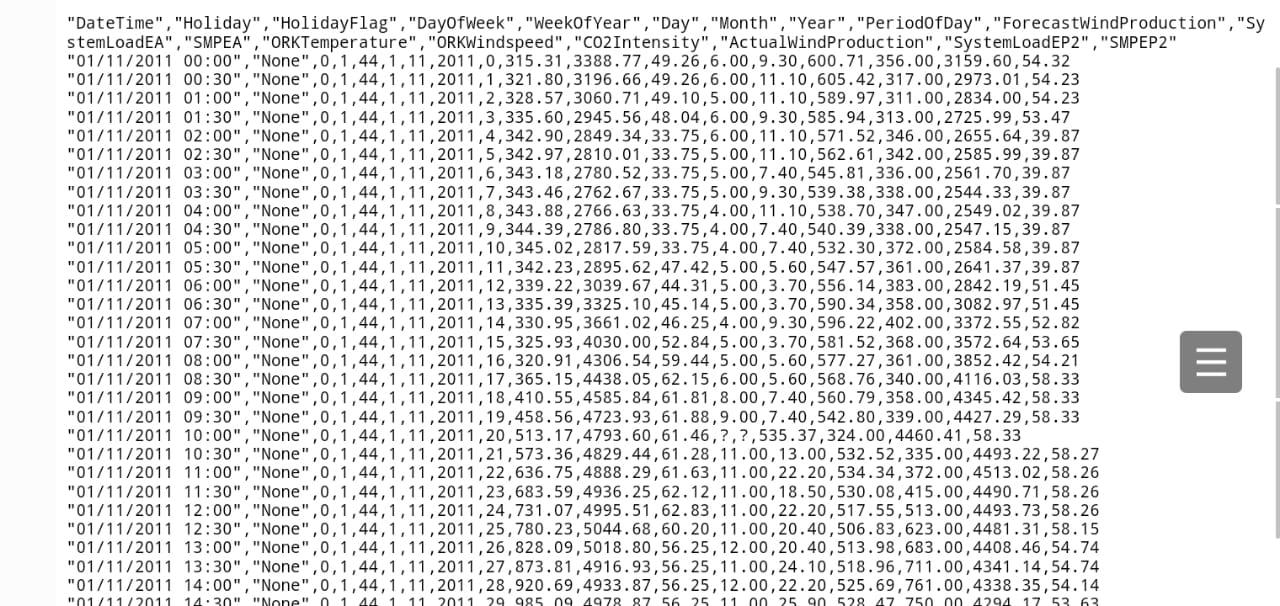 "DateTime","Holiday","HolidayFlag","DayOfWeek","WeekOfYear","Day","Month","Year","PeriodOfDay","ForecastWindProduction","Sy
stemLoadEA","SMPEA","ORKTemperature","ORKWindspeed","CO2Intensity","ActualWindProduction","SystemLoadEP2","SMPEP2"
"01/11/2011 00:00","None",0,1,44,1,11,2011,0,315.31,3388.77,49.26,6.00,9.30,600.71,356.00,3159.60,54.32
"01/11/2011 00:30","None",0,1,44,1,11,2011,1,321.80,3196.66,49.26,6.00,11.10,605.42,317.00,2973.01,54.23
"01/11/2011 01:00","None",0,1,44,1,11,2011,2,328.57,3060.71,49.10,5.00,11.10,589.97,311.00,2834.00,54.23
"01/11/2011 01:30","None",0,1,44,1,11,2011,3,335.60,2945.56,48.04,6.00,9.30,585.94,313.00,2725.99,53.47
"01/11/2011 02:00","None",0,1,44,1,11,2011,4,342.90,2849.34,33.75,6.00,11.10,571.52,346.00,2655.64,39.87
"01/11/2011 02:30","None",0,1,44,1,11,2011,5,342.97,2810.01,33.75,5.00,11.10,562.61,342.00,2585.99,39.87
"01/11/2011 03:00","None",0,1,44,1,11,2011,6,343.18,2780.52,33.75,5.00,7.40,545.81,336.00,2561.70,39.87
"01/11/2011 03:30","None",0,1,44,1,11,2011,7,343.46,2762.67,33.75,5.00,9.30,539.38,338.00,2544.33,39.87
"01/11/2011 04:00","None",0,1,44,1,11,2011,8,343.88,2766.63,33.75,4.00,11.10,538.70,347.00,2549.02,39.87
"01/11/2011 04:30","None",0,1,44,1,11,2011,9,344.39,2786.80,33.75,4.00,7.40,540.39,338.00,2547.15,39.87
"01/11/2011 05:00","None",0,1,44,1,11,2011,10,345.02,2817.59,33.75,4.00,7.40,532.30,372.00,2584.58,39.87
"01/11/2011 05:30","None",0,1,44,1,11,2011,11,342.23,2895.62,47.42,5.00,5.60,547.57,361.00,2641.37,39.87
"01/11/2011 06:00","None",0,1,44,1,11,2011,12,339.22,3039.67,44.31,5.00,3.70,556.14,383.00,2842.19,51.45
"01/11/2011 06:30","None",0,1,44,1,11,2011,13,335.39,3325.10,45.14,5.00,3.70,590.34,358.00,3082.97,51.45
"01/11/2011 07:00","None",0,1,44,1,11,2011,14,330.95,3661.02,46.25,4.00,9.30,596.22,402.00,3372.55,52.82
"01/11/2011 07:30","None",0,1,44,1,11,2011,15,325.93,4030.00,52.84,5.00,3.70,581.52,368.00,3572.64,53.65
"01/11/2011 08:00","None",0,1,44,1,11,2011,16,320.91,4306.54,59.44,5.00,5.60,577.27,361.00,3852.42,54.21
"01/11/2011 08:30","None",0,1,44,1,11,2011,17,365.15,4438.05,62.15,6.00,5.60,568.76,340.00,4116.03,58.33
"01/11/2011 09:00","None",0,1,44,1,11,2011,18,410.55,4585.84,61.81,8.00,7.40,560.79,358.00,4345.42,58.33
"01/11/2011 09:30","None",0,1,44,1,11,2011,19,458.56,4723.93,61.88,9.00,7.40,542.80,339.00,4427.29,58.33
"01/11/2011 10:00","None",0,1,44,1,11,2011,20,513.17,4793.60,61.46,?,?,535.37,324.00,4460.41,58.33
"01/11/2011 10:30","None",0,1,44,1,11,2011,21,573.36,4829.44,61.28,11.00,13.00,532.52,335.00,4493.22,58.27
"01/11/2011 11:00","None",0,1,44,1,11,2011,22,636.75,4888.29,61.63,11.00,22.20,534.34,372.00,4513.02,58.26
"01/11/2011 11:30","None",0,1,44,1,11,2011,23,683.59,4936.25,62.12,11.00,18.50,530.08,415.00,4490.71,58.26
"01/11/2011 12:00","None",0,1,44,1,11,2011,24,731.07,4995.51,62.83,11.00,22.20,517.55,513.00,4493.73,58.26
"01/11/2011 12:30","None",0,1,44,1,11,2011,25,780.23,5044.68,60.20,11.00,20.40,506.83,623.00,4481.31,58.15
"01/11/2011 13:00","None",0,1,44,1,11,2011,26,828.09,5018.80,56.25,12.00,20.40,513.98,683.00,4408.46,54.74
"01/11/2011 13:30","None",0,1,44,1,11,2011,27,873.81,4916.93,56.25,11.00,24.10,518.96,711.00,4341.14,54.74
"01/11/2011 14:00","None",0,1,44,1,11,2011,28,920.69,4933.87,56.25,12.00,22.20,525.69,761.00,4338.35,54.14
"01/11/2011 14:30","None",0,1,44,1,11,2011,29,985.09,4978.87,56.25,11.00,25.90,528.47,750.00,4294.17,53.63